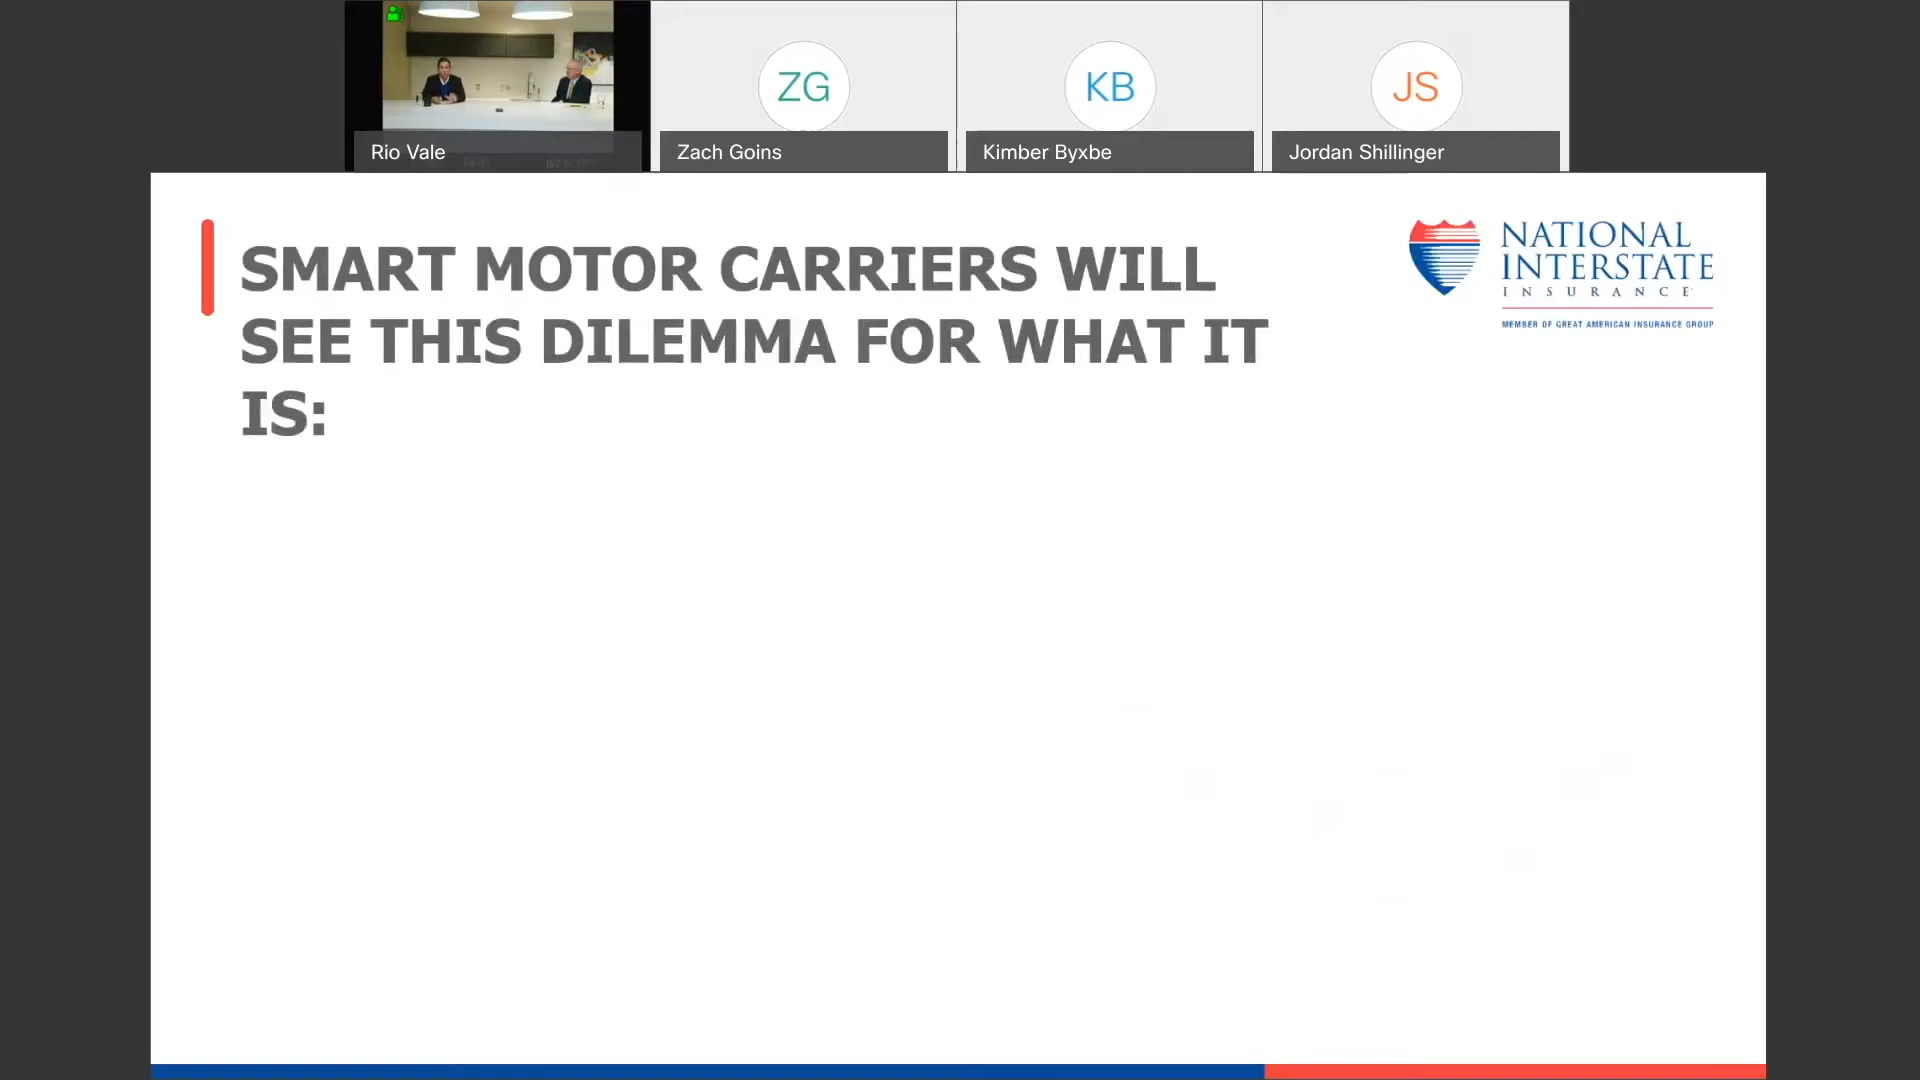 ZG
KB
JS
Rio Vale
Zach Goins
Kimber Byxbe
Jordan Shillinger
SMART MOTOR CARRIERS WILL
SEE THIS DILEMMA FOR WHAT IT
IS:
NATIONAL
INTERSTATE
INSURANCE
MEMBER OF GREAT AMERICAN INSURANCE GROUP